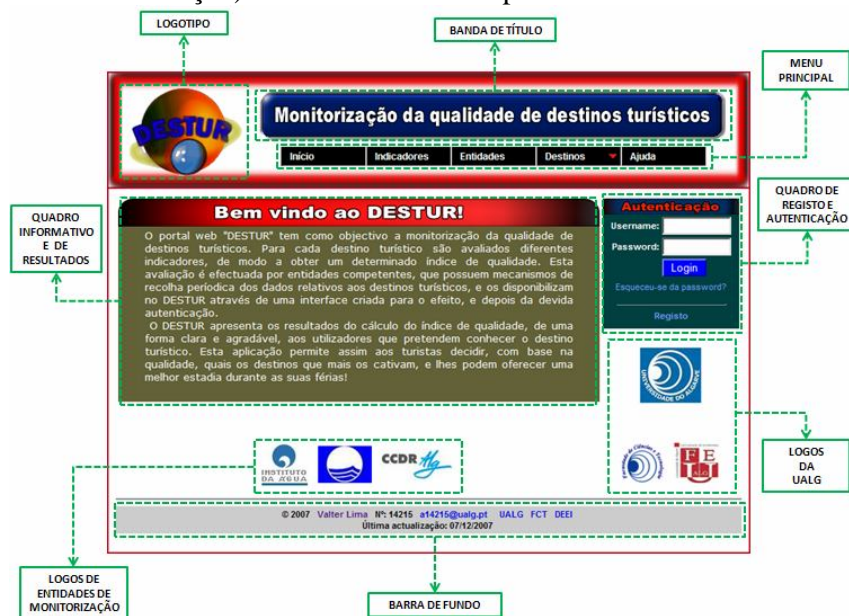 LOGOTIPO
BANDA DE TÍTULO
MENU
PRINCIPAL
DESTUR
Monitorização da qualidade de destinos turísticos
Início Indicadores Entidades Destinos Ajuda
QUADRO
INFORMATIVO
E DE
RESULTADOS
Bem vindo ao DESTUR!
O portal web "DESTUR" tem como objectivo a monitorização da qualidade de
destinos turísticos. Para cada destino turístico são avaliados diferentes
indicadores, de modo a obter um determinado índice de qualidade. Esta
avaliação é efectuada por entidades competentes, que possuem mecanismos de
recolha periódica dos dados relativos aos destinos turísticos, e os disponibilizam
no DESTUR através de uma interface criada para o efeito, e depois da devida
autenticação.
O DESTUR apresenta os resultados do cálculo do índice de qualidade, de uma
forma clara e agradável, aos utilizadores que pretendem conhecer o destino
turístico. Esta aplicação permite assim aos turistas decidir, com base na
qualidade, quais os destinos que mais os cativam, e lhes podem oferecer uma
melhor estadia durante as suas férias!
Autenticação
Username:
Password:
Login
Esqueceu-se da password?
Registo
QUADRO DE
REGISTO E
AUTENTICAÇÃO
UNIVERSIDADE DO ALGARVE
FE
UALG
LOGOS
DA
UALG
INSTITUTO
DA ÁGUA
CCDR Alg
© 2007 Valter Lima Nº: 14215 a14215@ualg.pt UALG FCT DEEI
Última actualização: 07/12/2007
LOGOS DE
ENTIDADES DE
MONITORIZAÇÃO
BARRA DE FUNDO